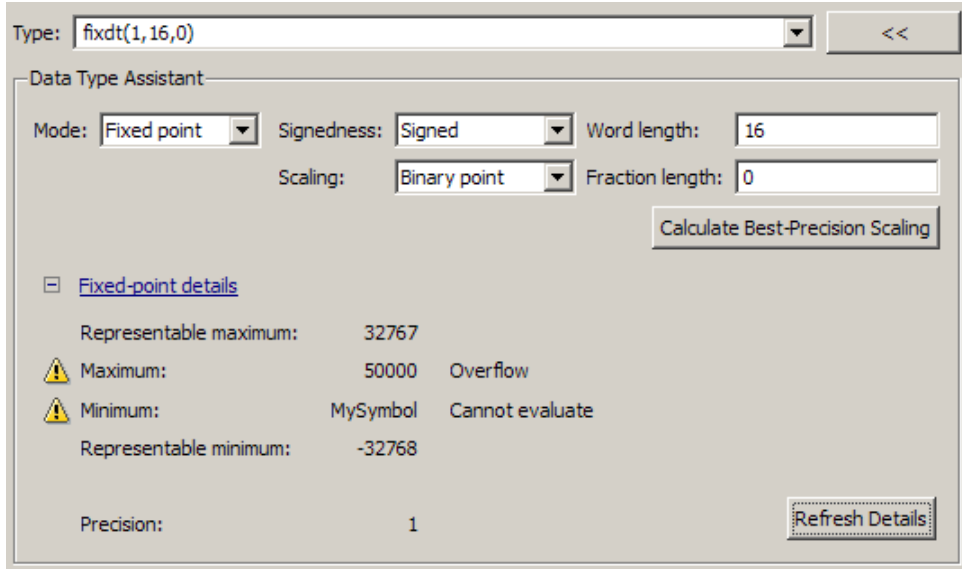 Type: fixdt(1,16,0) <<
Data Type Assistant
Mode: Fixed point Signedness: Signed Word length: 16
Scaling: Binary point Fraction length: 0
Calculate Best-Precision Scaling
Fixed-point details
Representable maximum: 32767
Maximum: 50000 Overflow
Minimum: MySymbol Cannot evaluate
Representable minimum: -32768
Precision: 1 Refresh Details